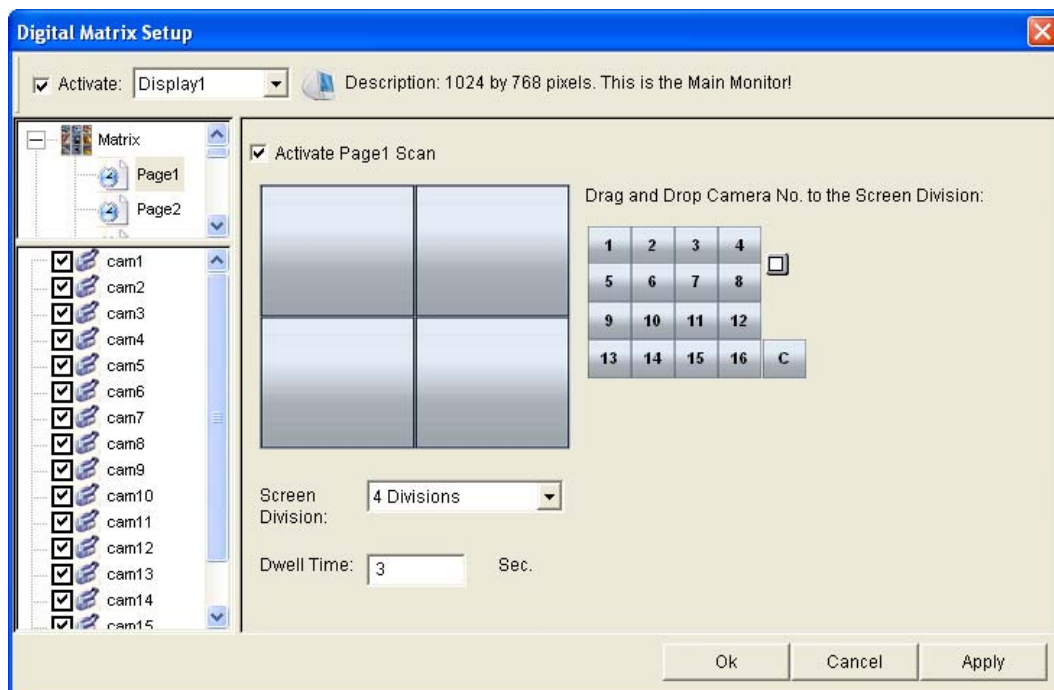 Digital Matrix Setup
Activate: Display1 Description: 1024 by 768 pixels. This is the Main Monitor!
Matrix
Page1
Page2
cam1
cam2
cam3
cam4
cam5
cam6
cam7
cam8
cam9
cam10
cam11
cam12
cam13
cam14
cam15
Activate Page1 Scan
Drag and Drop Camera No. to the Screen Division:
1 2 3 4
5 6 7 8
9 10 11 12
13 14 15 16 C
Screen Division: 4 Divisions
Dwell Time: 3 Sec.
Ok Cancel Apply